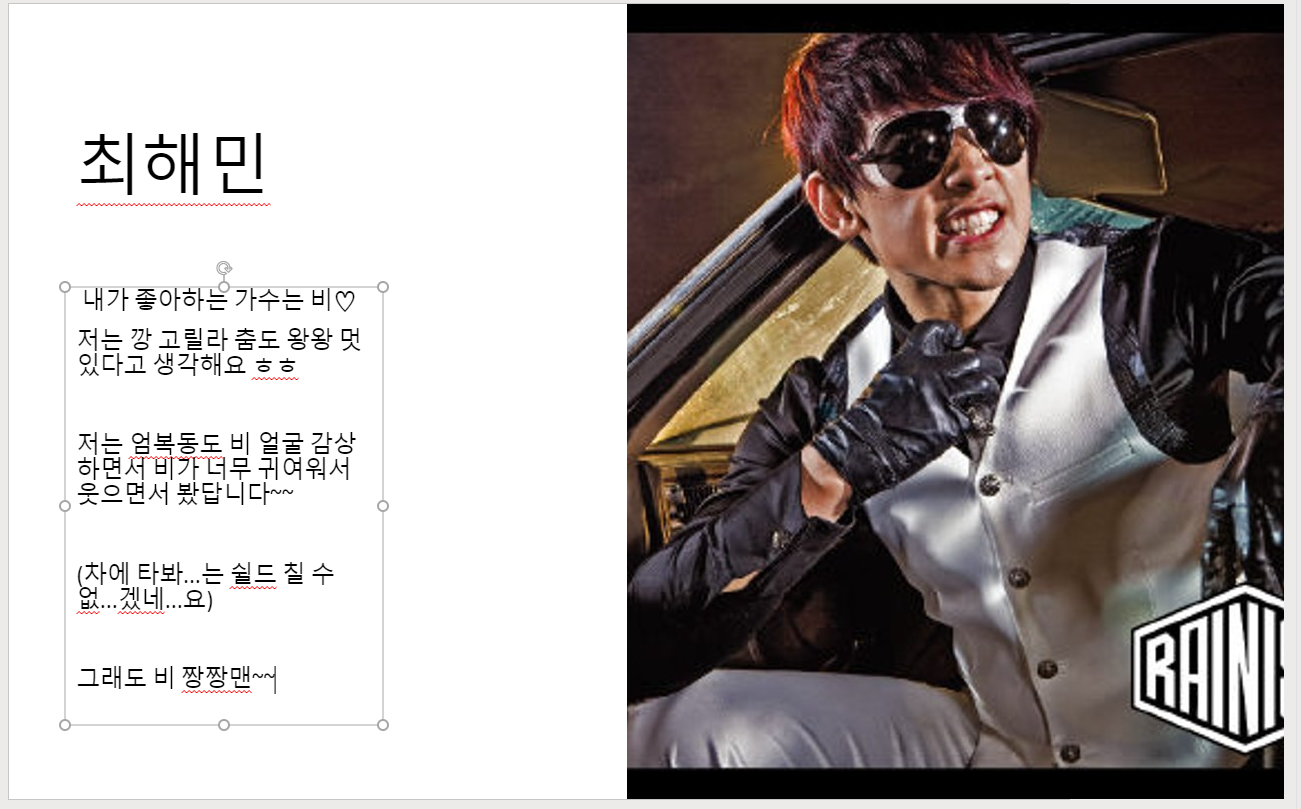 최해민
내가 좋아하는 가수는 비♡
저는 깡 고릴라 춤도 왕왕 멋
있다고 생각해요 ㅎㅎ
저는 엄복동도 비 얼굴 감상
하면서 비가 너무 귀여워서
웃으면서 봤답니다~~
(차에 타봐...는 쉴드 칠 수
없...겠네...요)
그래도 비 짱짱맨~~
RAINIS